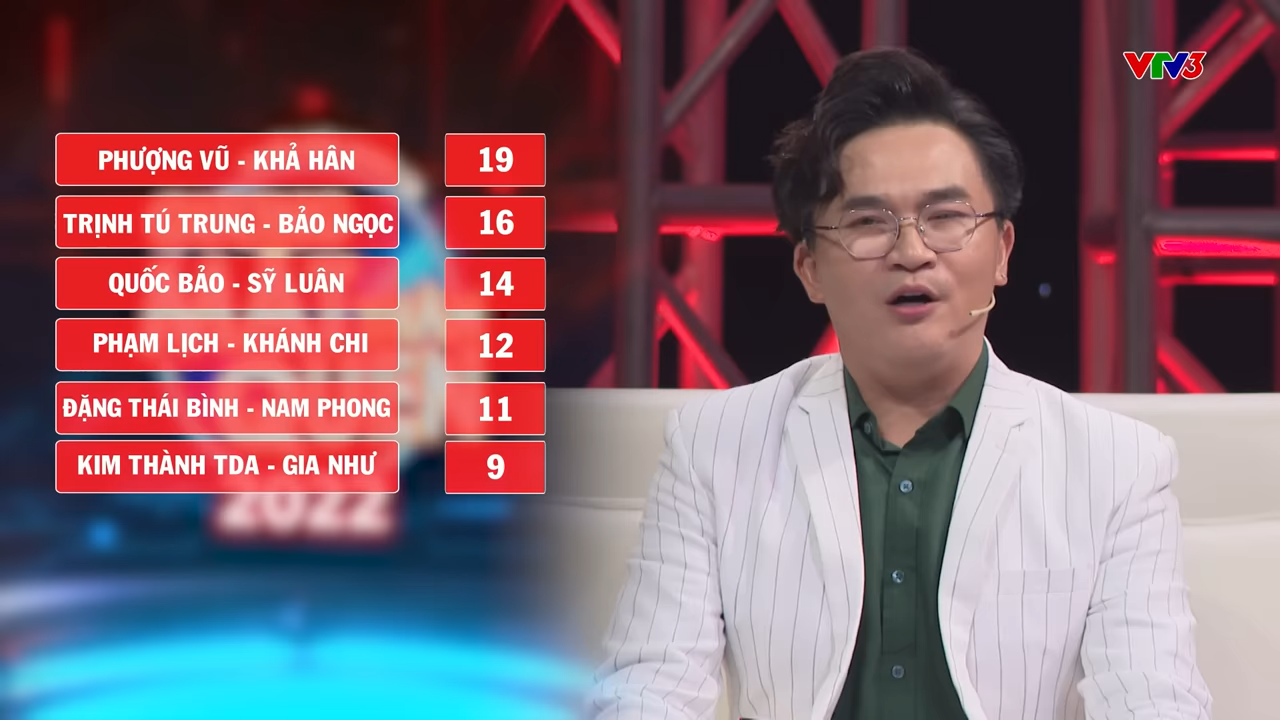 VTV3
PHƯỢNG VŨ - KHẢ HÂN 19
TRỊNH TÚ TRUNG - BẢO NGỌC 16
QUỐC BẢO - SỸ LUÂN 14
PHẠM LỊCH - KHÁNH CHI 12
ĐẶNG THÁI BÌNH - NAM PHONG 11
KIM THÀNH TDA - GIA NHƯ 9
2022